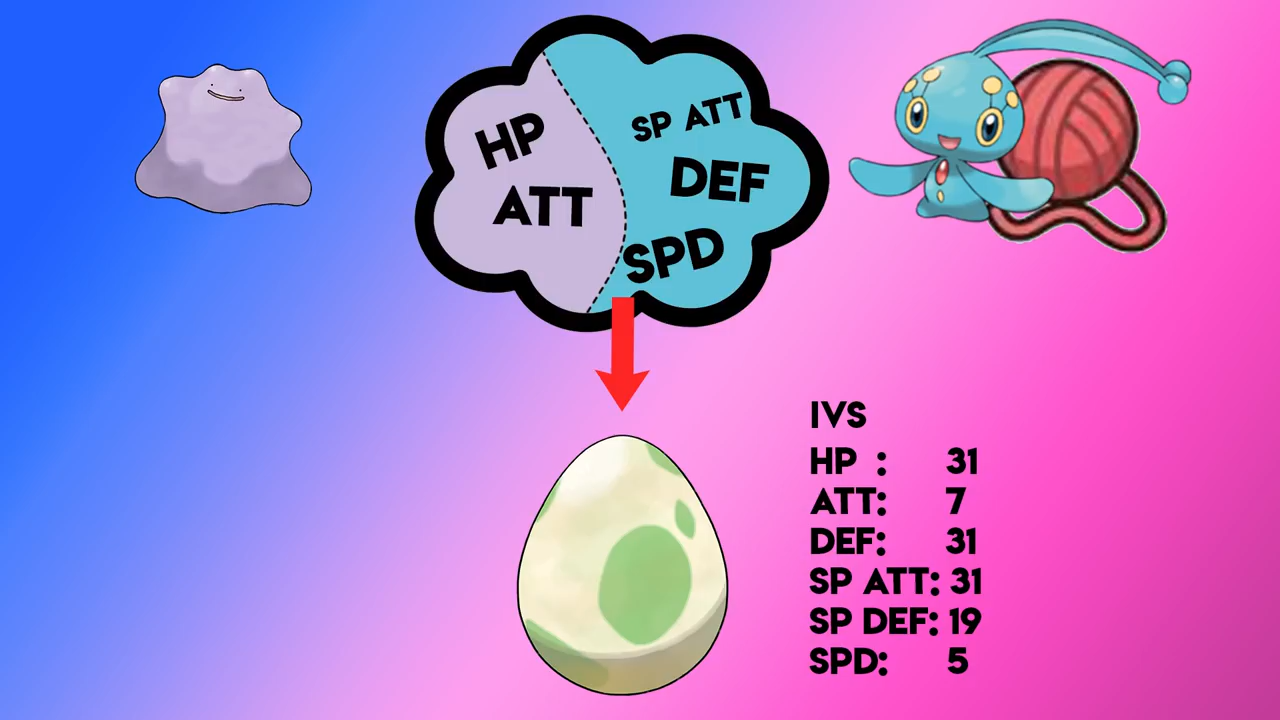 HP
ATT
SP ATT
DEF
SPD
IVS
HP : 31
ATT: 7
DEF: 31
SP ATT: 31
SP DEF: 19
SPD: 5